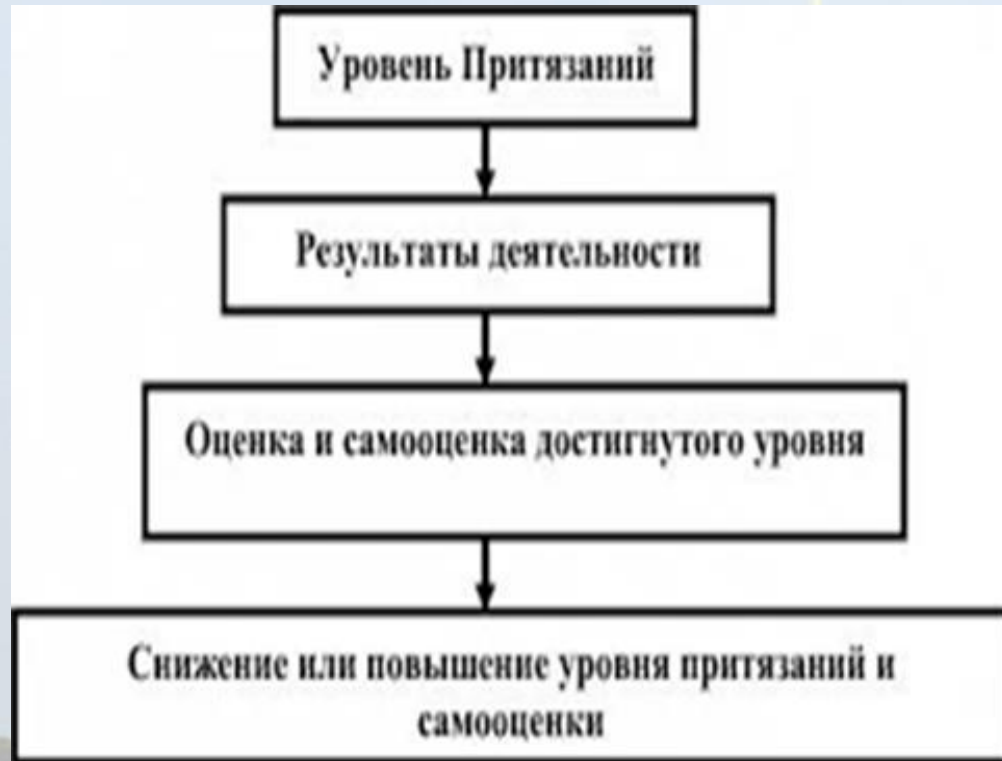 Уровень Притязаний
Результаты деятельности
Оценка и самооценка достигнутого уровня
Снижение или повышение уровня притязаний и
самооценки